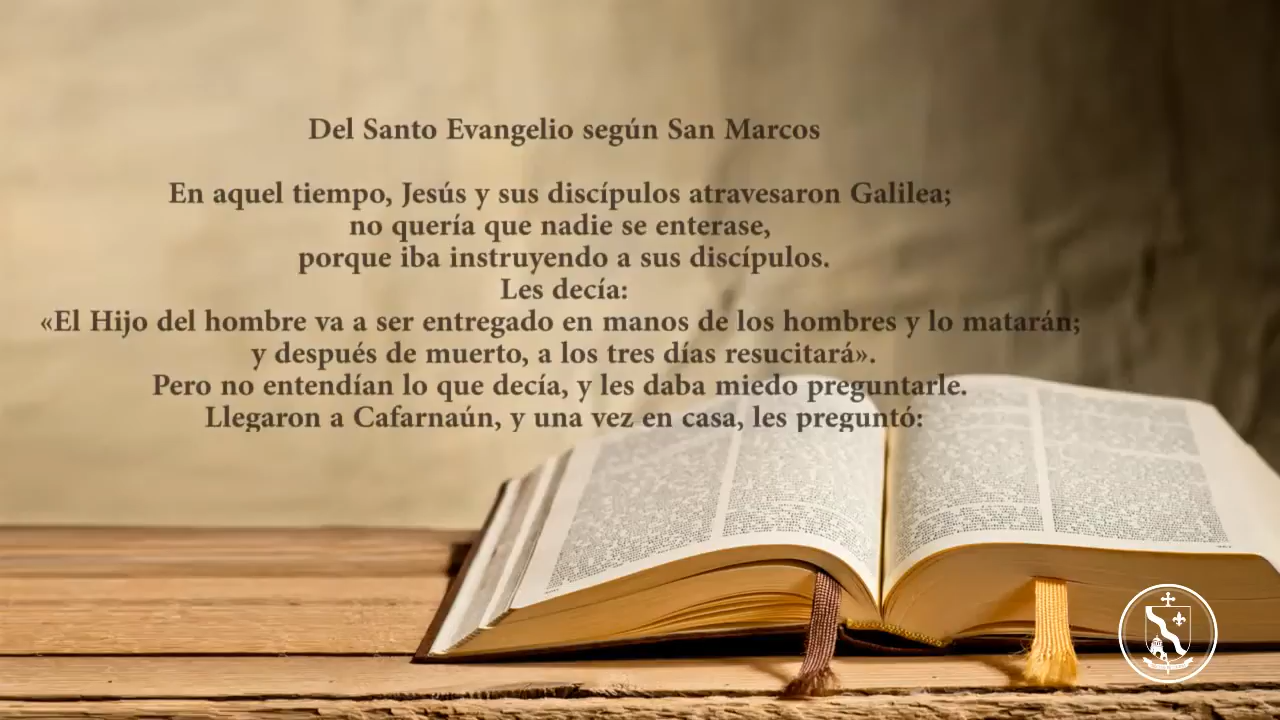 Del Santo Evangelio según San Marcos
En aquel tiempo, Jesús y sus discípulos atravesaron Galilea;
no quería que nadie se enterase,
porque iba instruyendo a sus discípulos.
Les decía:
«El Hijo del hombre va a ser entregado en manos de los hombres y lo matarán;
y después de muerto, a los tres días resucitará».
Pero no entendían lo que decía, y les daba miedo preguntarle.
Llegaron a Cafarnaún, y una vez en casa, les preguntó: